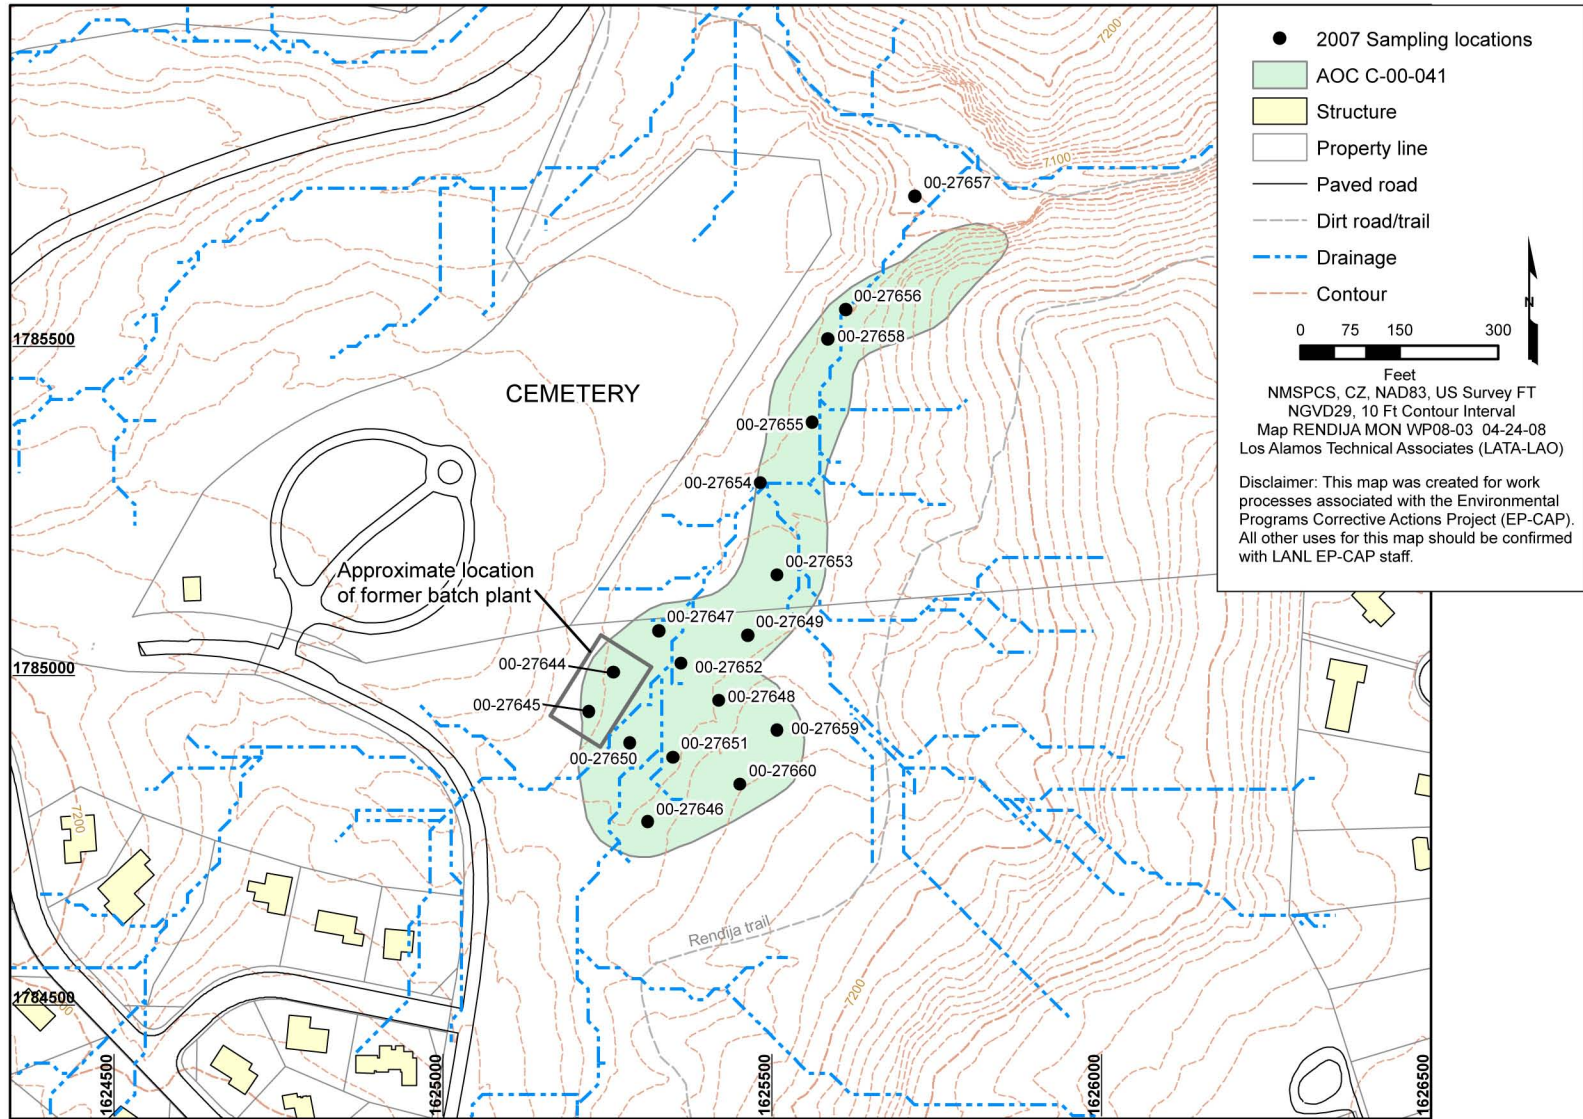 2007 Sampling locations
AOC C-00-041
Structure
Property line
Paved road
Dirt road/trail
Drainage
Contour
N
0 75 150 300
Feet
NMSPCS, CZ, NAD83, US Survey FT
NGVD29, 10 Ft Contour Interval
Map RENDIJA MON WP08-03 04-24-08
Los Alamos Technical Associates (LATA-LAO)
Disclaimer: This map was created for work
processes associated with the Environmental
Programs Corrective Actions Project (EP-CAP).
All other uses for this map should be confirmed
with LANL EP-CAP staff.
7200
7100
00-27657
00-27656
00-27658
1785500
CEMETERY
00-27655
00-27654
Approximate location
of former batch plant
00-27653
00-27647
00-27649
00-27644
00-27652
1785000
00-27645
00-27648
00-27659
00-27651
00-27650
00-27660
00-27646
7200
Rendija trail
7200
1784500
1624500
1625000
1625500
1626000
1626500